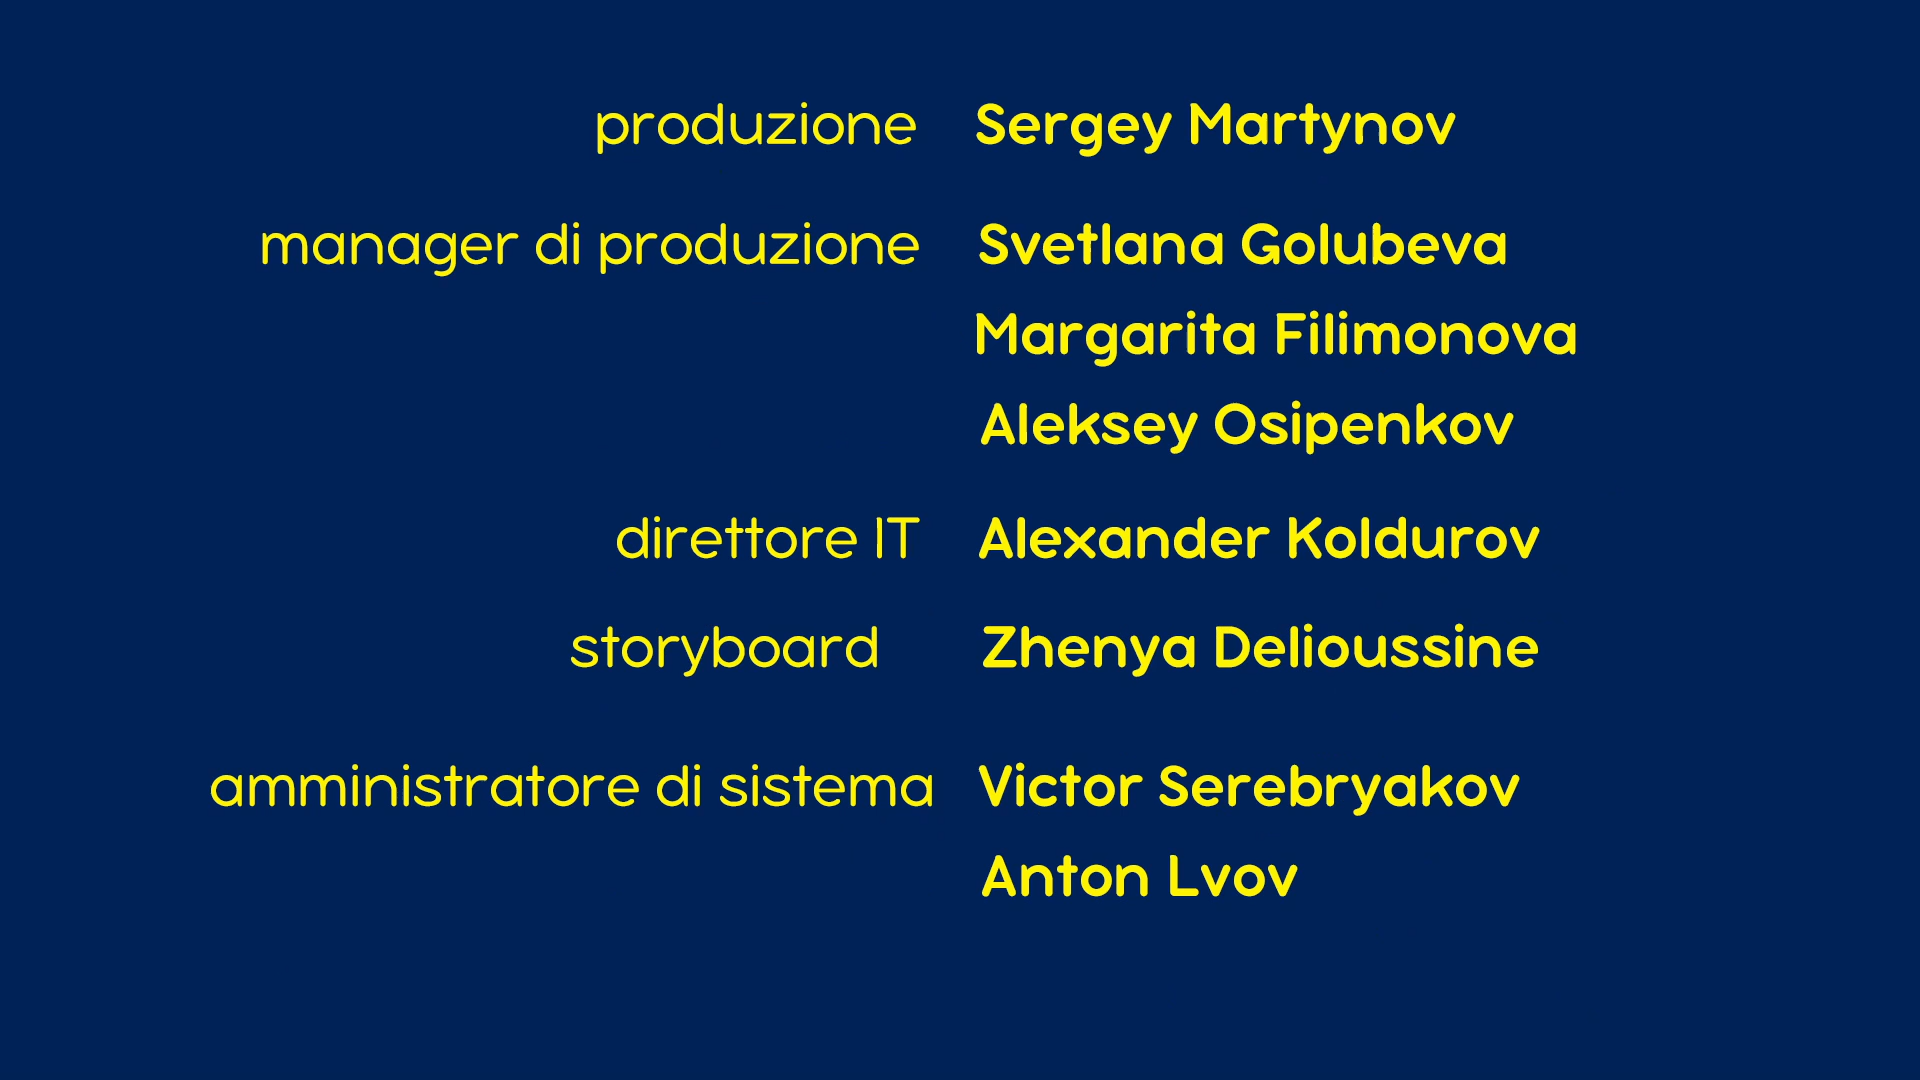 produzione Sergey Martynov
manager di produzione Svetlana Golubeva
Margarita Filimonova
Aleksey Osipenkov
direttore IT Alexander Koldurov
storyboard Zhenya Delioussine
amministratore di sistema Victor Serebryakov
Anton Lvov